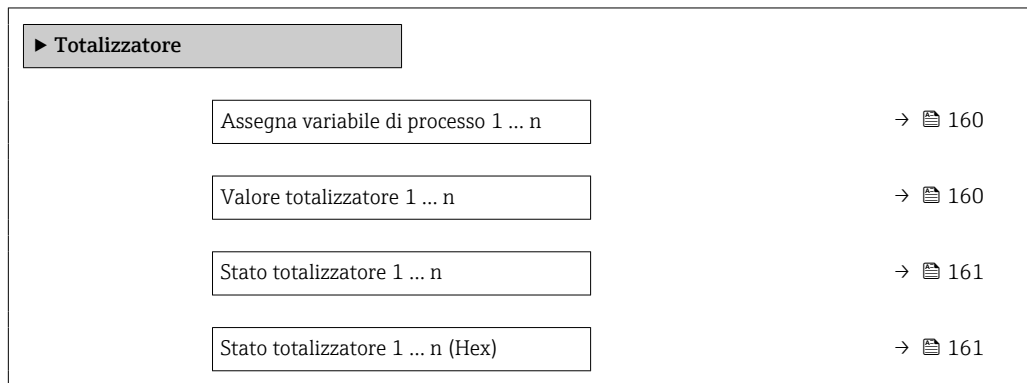 ▶ Totalizzatore
Assegna variabile di processo 1 … n → 🖺 160
Valore totalizzatore 1 … n → 🖺 160
Stato totalizzatore 1 … n → 🖺 161
Stato totalizzatore 1 … n (Hex) → 🖺 161